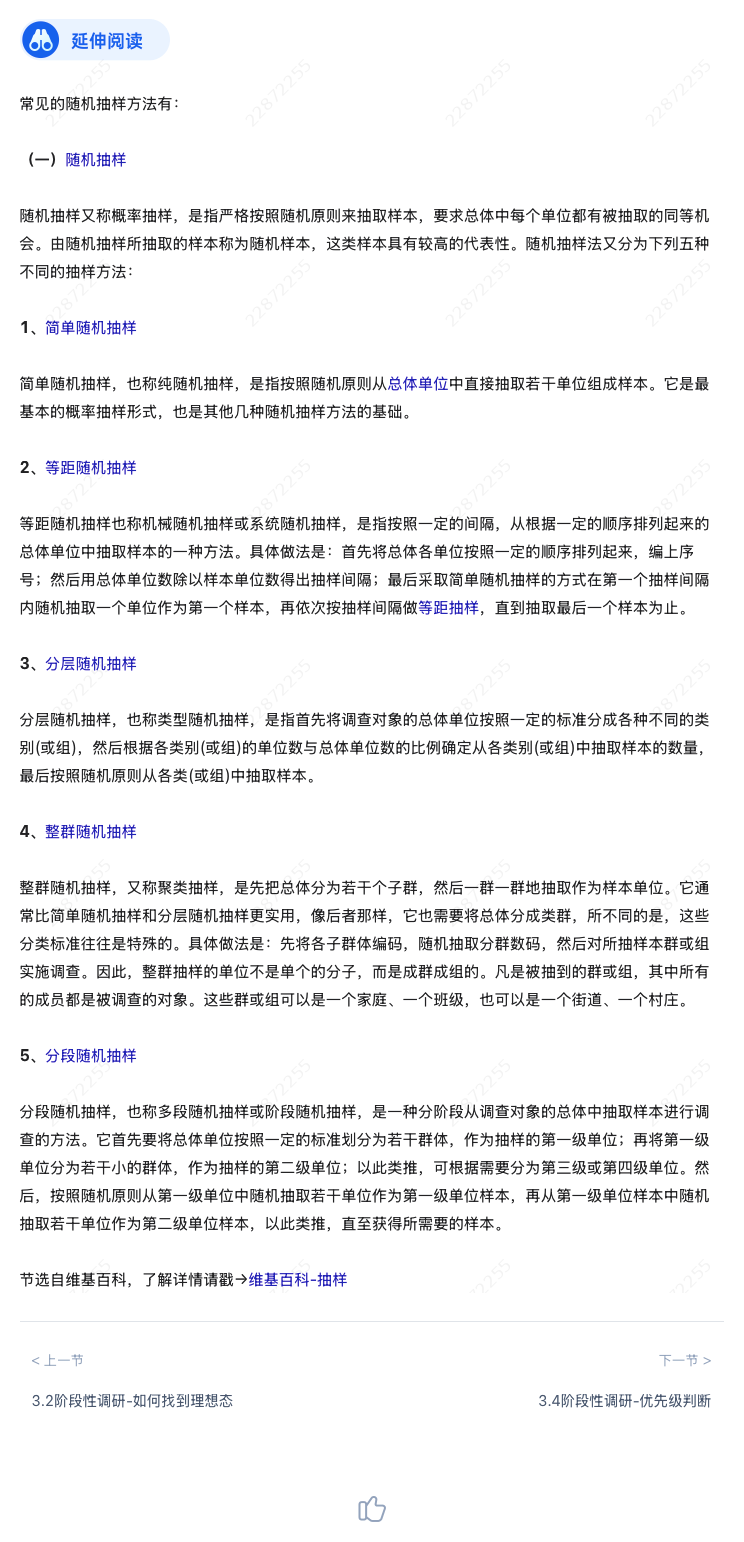 延伸阅读
常见的随机抽样方法有：
（一）随机抽样
随机抽样又称概率抽样，是指严格按照随机原则来抽取样本，要求总体中每个单位都有被抽取的同等机
会。由随机抽样所抽取的样本称为随机样本，这类样本具有较高的代表性。随机抽样法又分为下列五种
不同的抽样方法：
1、简单随机抽样
简单随机抽样，也称纯随机抽样，是指按照随机原则从总体单位中直接抽取若干单位组成样本。它是最
基本的概率抽样形式，也是其他几种随机抽样方法的基础。
2、等距随机抽样
等距随机抽样也称机械随机抽样或系统随机抽样，是指按照一定的间隔，从根据一定的顺序排列起来的
总体单位中抽取样本的一种方法。具体做法是：首先将总体各单位按照一定的顺序排列起来，编上序
号；然后用总体单位数除以样本单位数得出抽样间隔；最后采取简单随机抽样的方式在第一个抽样间隔
内随机抽取一个单位作为第一个样本，再依次按抽样间隔做等距抽样，直到抽取最后一个样本为止。
3、分层随机抽样
分层随机抽样，也称类型随机抽样，是指首先将调查对象的总体单位按照一定的标准分成各种不同的类
别(或组)，然后根据各类别(或组)的单位数与总体单位数的比例确定从各类别(或组)中抽取样本的数量，
最后按照随机原则从各类(或组)中抽取样本。
4、整群随机抽样
整群随机抽样，又称聚类抽样，是先把总体分为若干个子群，然后一群一群地抽取作为样本单位。它通
常比简单随机抽样和分层随机抽样更实用，像后者那样，它也需要将总体分成类群，所不同的是，这些
分类标准往往是特殊的。具体做法是：先将各子群体编码，随机抽取分群数码，然后对所抽样本群或组
实施调查。因此，整群抽样的单位不是单个的分子，而是成群成组的。凡是被抽到的群或组，其中所有
的成员都是被调查的对象。这些群或组可以是一个家庭、一个班级，也可以是一个街道、一个村庄。
5、分段随机抽样
分段随机抽样，也称多段随机抽样或阶段随机抽样，是一种分阶段从调查对象的总体中抽取样本进行调
查的方法。它首先要将总体单位按照一定的标准划分为若干群体，作为抽样的第一级单位；再将第一级
单位分为若干小的群体，作为抽样的第二级单位；以此类推，可根据需要分为第三级或第四级单位。然
后，按照随机原则从第一级单位中随机抽取若干单位作为第一级单位样本，再从第一级单位样本中随机
抽取若干单位作为第二级单位样本，以此类推，直至获得所需要的样本。
节选自维基百科，了解详情请戳→维基百科-抽样
< 上一节
下一节 >
3.2阶段性调研-如何找到理想态
3.4阶段性调研-优先级判断
22872255